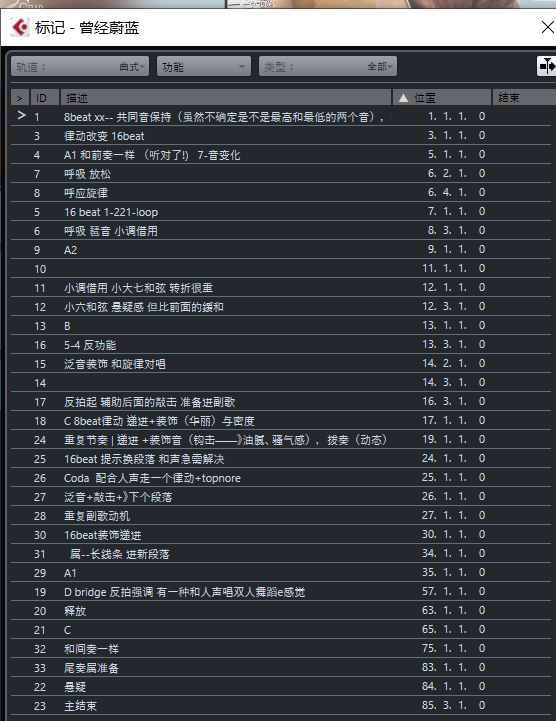 标记 - 曾经蔚蓝
轨道： 曲式 功能 类型： 全部
> ID 描述 位置 结束
1 8beat xx-- 共同音保持（虽然不确定是不是最高和最低的两个音）， 1. 1. 1. 0
3 律动改变 16beat 3. 1. 1. 0
4 A1 和前奏一样 （听对了!） 7-音变化 5. 1. 1. 0
7 呼吸 放松 6. 2. 1. 0
8 呼应旋律 6. 4. 1. 0
5 16 beat 1-221-loop 7. 1. 1. 0
6 呼吸 琶音 小调借用 8. 3. 1. 0
9 A2 9. 1. 1. 0
10 11. 1. 1. 0
11 小调借用 小大七和弦 转折很重 12. 1. 1. 0
12 小六和弦 悬疑感 但比前面的缓和 12. 3. 1. 0
13 B 13. 1. 1. 0
16 5-4 反功能 13. 3. 1. 0
15 泛音装饰 和旋律对唱 14. 2. 1. 0
14 14. 3. 1. 0
17 反拍起 辅助后面的敲击 准备进副歌 16. 3. 1. 0
18 C 8beat律动 递进+装饰（华丽）与密度 17. 1. 1. 0
24 重复节奏 | 递进 +装饰音（钩击——》油腻、骚气感），拨奏（动态） 19. 1. 1. 0
25 16beat 提示换段落 和声急需解决 24. 1. 1. 0
26 Coda 配合人声走一个律动+topnore 25. 1. 1. 0
27 泛音+敲击+》下个段落 26. 1. 1. 0
28 重复副歌动机 27. 1. 1. 0
30 16beat装饰递进 31. 1. 1. 0
31 属--长线条 进新段落 34. 1. 1. 0
29 A1 35. 1. 1. 0
19 D bridge 反拍强调 有一种和人声唱双人舞蹈e感觉 57. 1. 1. 0
20 释放 63. 1. 1. 0
21 C 65. 1. 1. 0
32 和间奏一样 75. 1. 1. 0
33 尾奏属准备 83. 1. 1. 0
22 悬疑 84. 1. 1. 0
23 主结束 85. 3. 1. 0